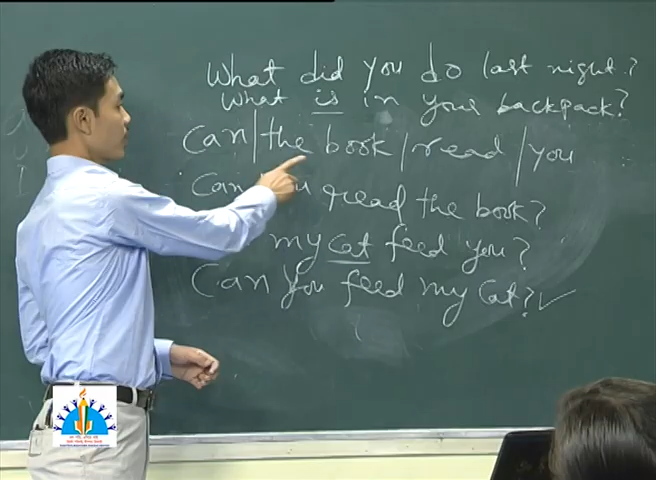 What did you do last night?
What is in your backpack?
Can / the book / read / you
Can you read the book?
my cat feed you?
Can you feed my Cat? ✓